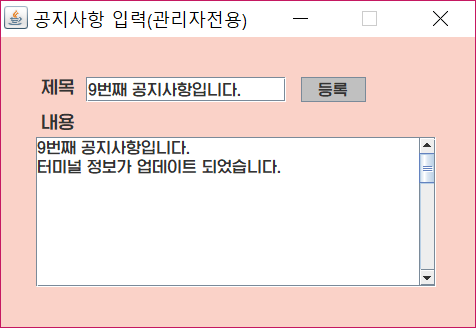 공지사항 입력(관리자전용)
제목 9번째 공지사항입니다. 등록
내용
9번째 공지사항입니다.
터미널 정보가 업데이트 되었습니다.